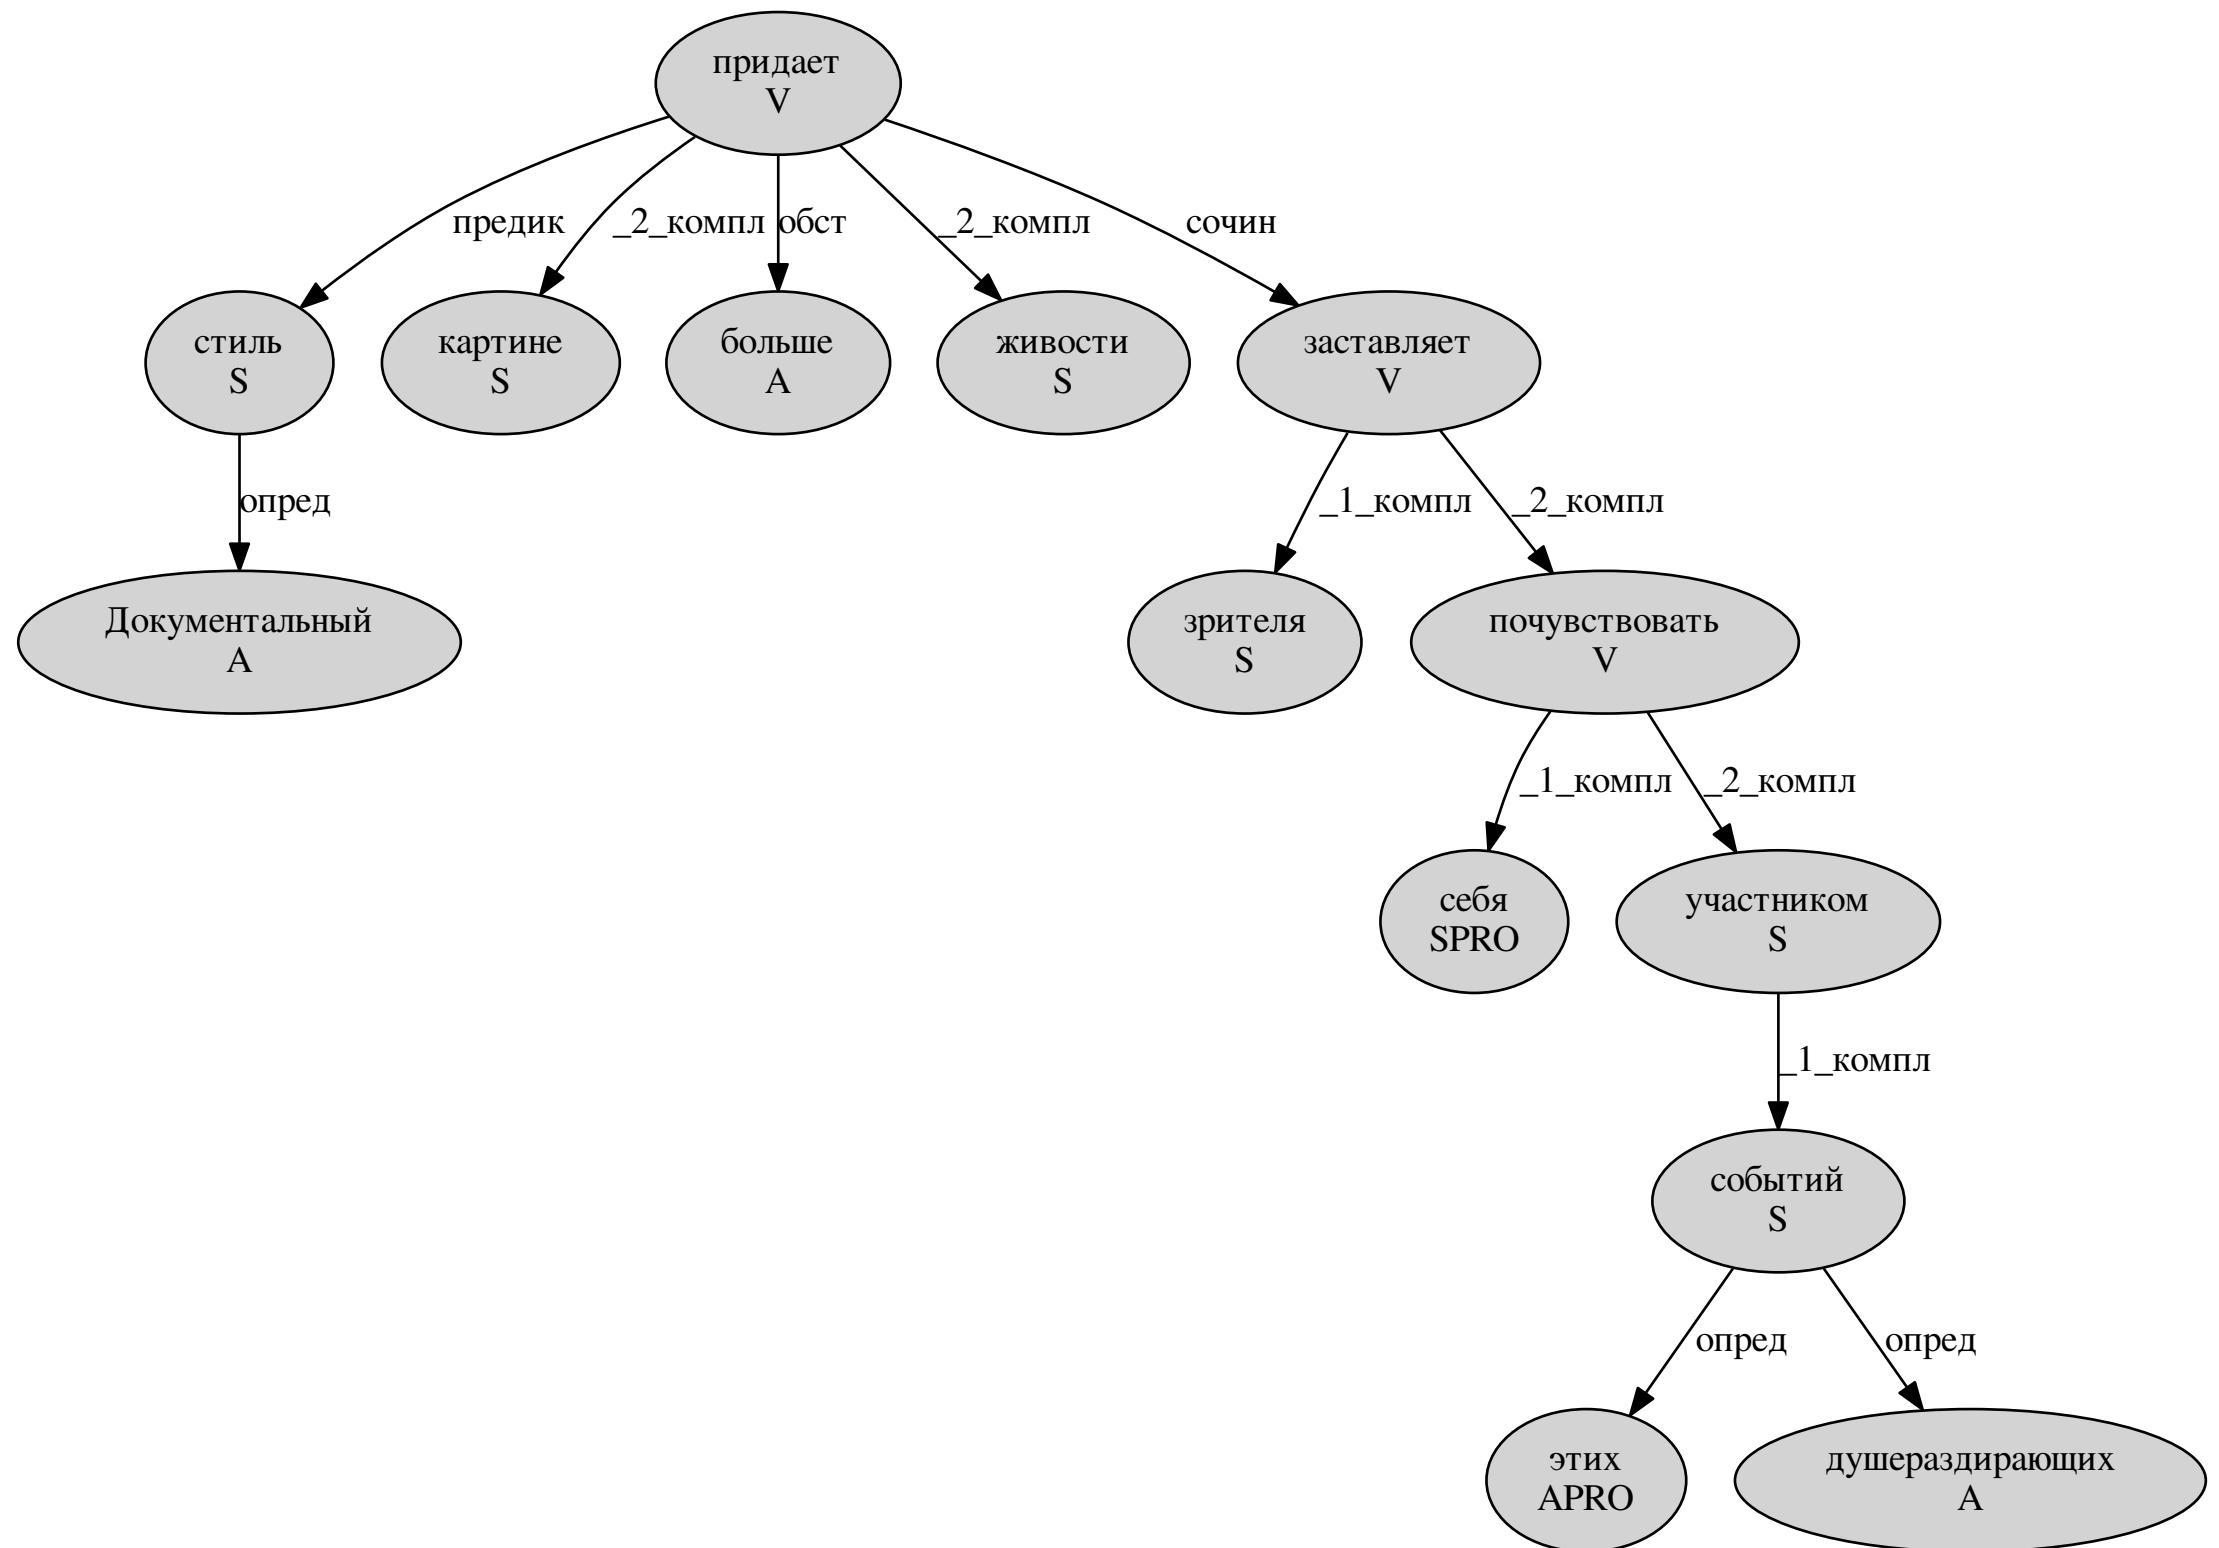 придает
V
предик
_2_компл
обст
_2_компл
сочин
стиль
S
картине
S
больше
A
живости
S
заставляет
V
опред
_1_компл
_2_компл
Документальный
A
зрителя
S
почувствовать
V
_1_компл
_2_компл
себя
SPRO
участником
S
_1_компл
событий
S
опред
опред
этих
APRO
душераздирающих
A